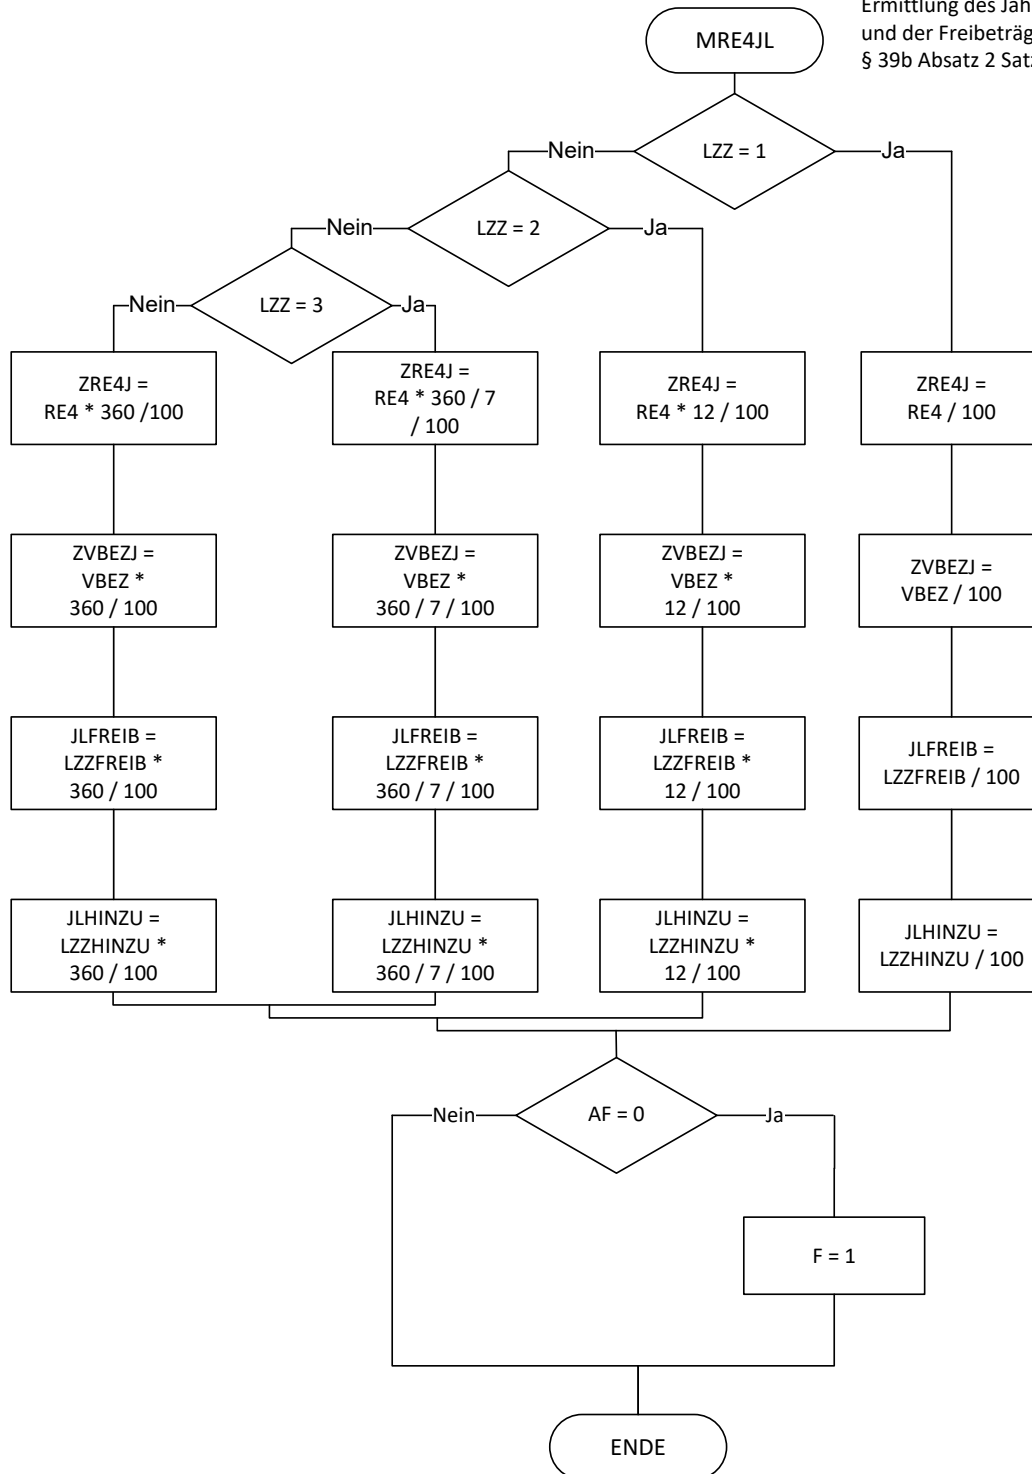 Ermittlung des Jah
und der Freibeträg
§ 39b Absatz 2 Sat
MRE4JL
LZZ = 1
Nein
Ja
LZZ = 2
Nein
Ja
LZZ = 3
Nein
Ja
ZRE4J =
RE4 * 360 /100
ZRE4J =
RE4 * 360 / 7
/ 100
ZRE4J =
RE4 * 12 / 100
ZRE4J =
RE4 / 100
ZVBEZJ =
VBEZ *
360 / 100
ZVBEZJ =
VBEZ *
360 / 7 / 100
ZVBEZJ =
VBEZ *
12 / 100
ZVBEZJ =
VBEZ / 100
JLFREIB =
LZZFREIB *
360 / 100
JLFREIB =
LZZFREIB *
360 / 7 / 100
JLFREIB =
LZZFREIB *
12 / 100
JLFREIB =
LZZFREIB / 100
JLHINZU =
LZZHINZU *
360 / 100
JLHINZU =
LZZHINZU *
360 / 7 / 100
JLHINZU =
LZZHINZU *
12 / 100
JLHINZU =
LZZHINZU / 100
AF = 0
Nein
Ja
F = 1
ENDE